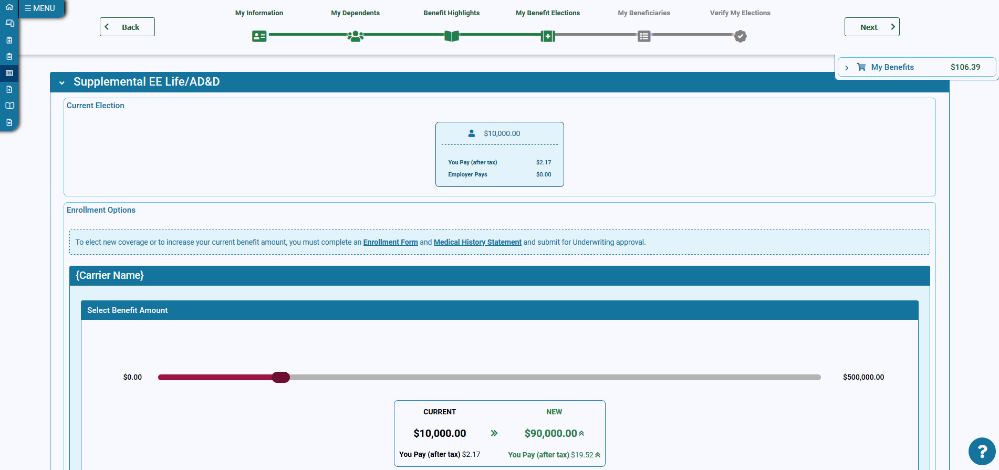 MENU
Back
My Information
My Dependents
Benefit Highlights
My Benefit Elections
My Beneficiaries
Verify My Elections
Next
My Benefits $106.39
Supplemental EE Life/AD&D
Current Election
$10,000.00
You Pay (after tax) $2.17
Employer Pays $0.00
Enrollment Options
To elect new coverage or to increase your current benefit amount, you must complete an Enrollment Form and Medical History Statement and submit for Underwriting approval.
{Carrier Name}
Select Benefit Amount
$0.00
$500,000.00
CURRENT NEW
$10,000.00 $90,000.00
You Pay (after tax) $2.17 You Pay (after tax) $19.52
?